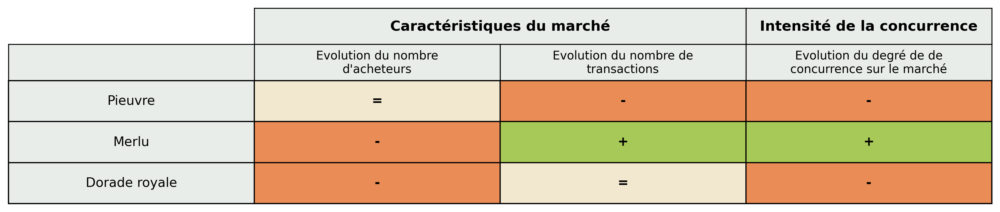 Caractéristiques du marché
Intensité de la concurrence
Evolution du nombre
d'acheteurs
Evolution du nombre de
transactions
Evolution du degré de de
concurrence sur le marché
Pieuvre
=
-
-
Merlu
-
+
+
Dorade royale
-
=
-